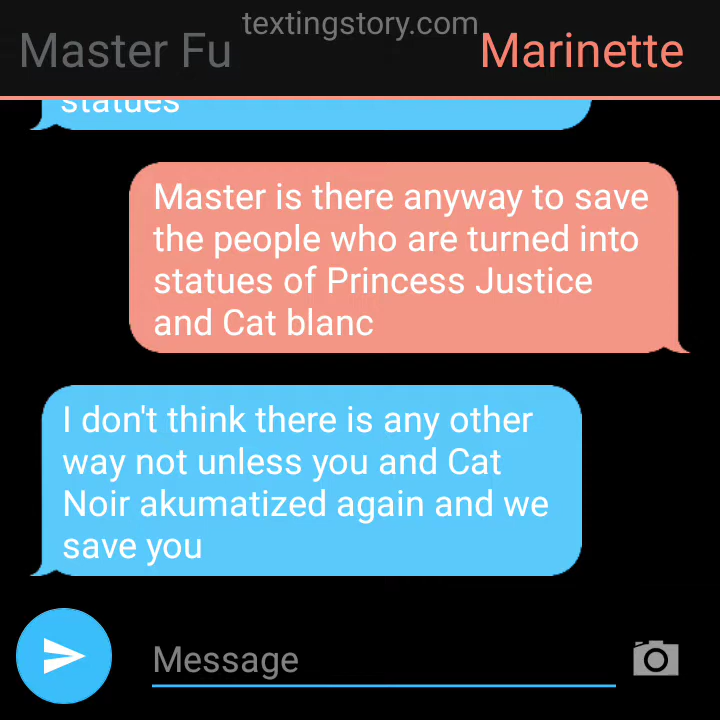 textingstory.com
Master Fu
Marinette
statues
Master is there anyway to save
the people who are turned into
statues of Princess Justice
and Cat blanc
I don't think there is any other
way not unless you and Cat
Noir akumatized again and we
save you
Message